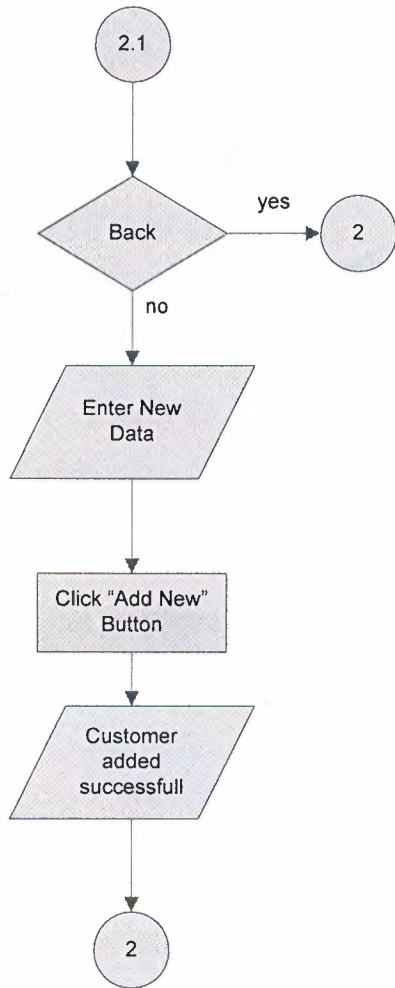 2.1
Back
yes
2
no
Enter New
Data
Click "Add New"
Button
Customer
added
successfull
2